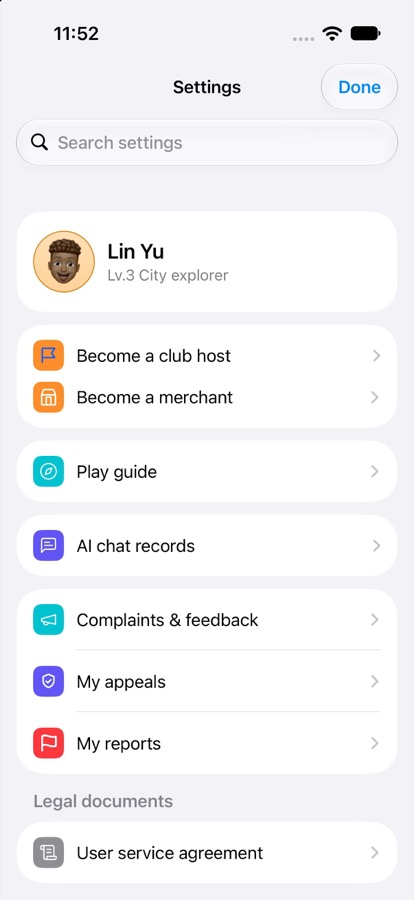 11:52
Settings
Done
Search settings
Lin Yu
Lv.3 City explorer
Become a club host
Become a merchant
Play guide
AI chat records
Complaints & feedback
My appeals
My reports
Legal documents
User service agreement